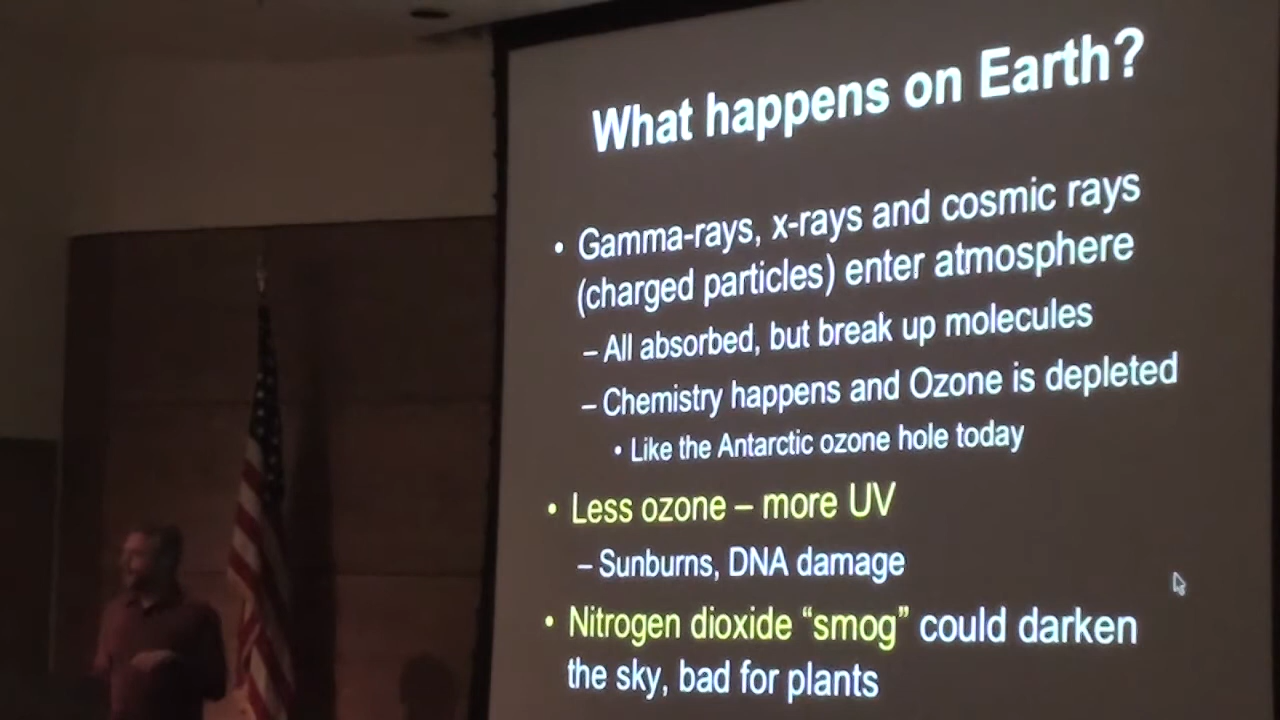 What happens on Earth?
• Gamma-rays, x-rays and cosmic rays
(charged particles) enter atmosphere
– All absorbed, but break up molecules
– Chemistry happens and Ozone is depleted
• Like the Antarctic ozone hole today
• Less ozone – more UV
– Sunburns, DNA damage
• Nitrogen dioxide “smog” could darken
the sky, bad for plants